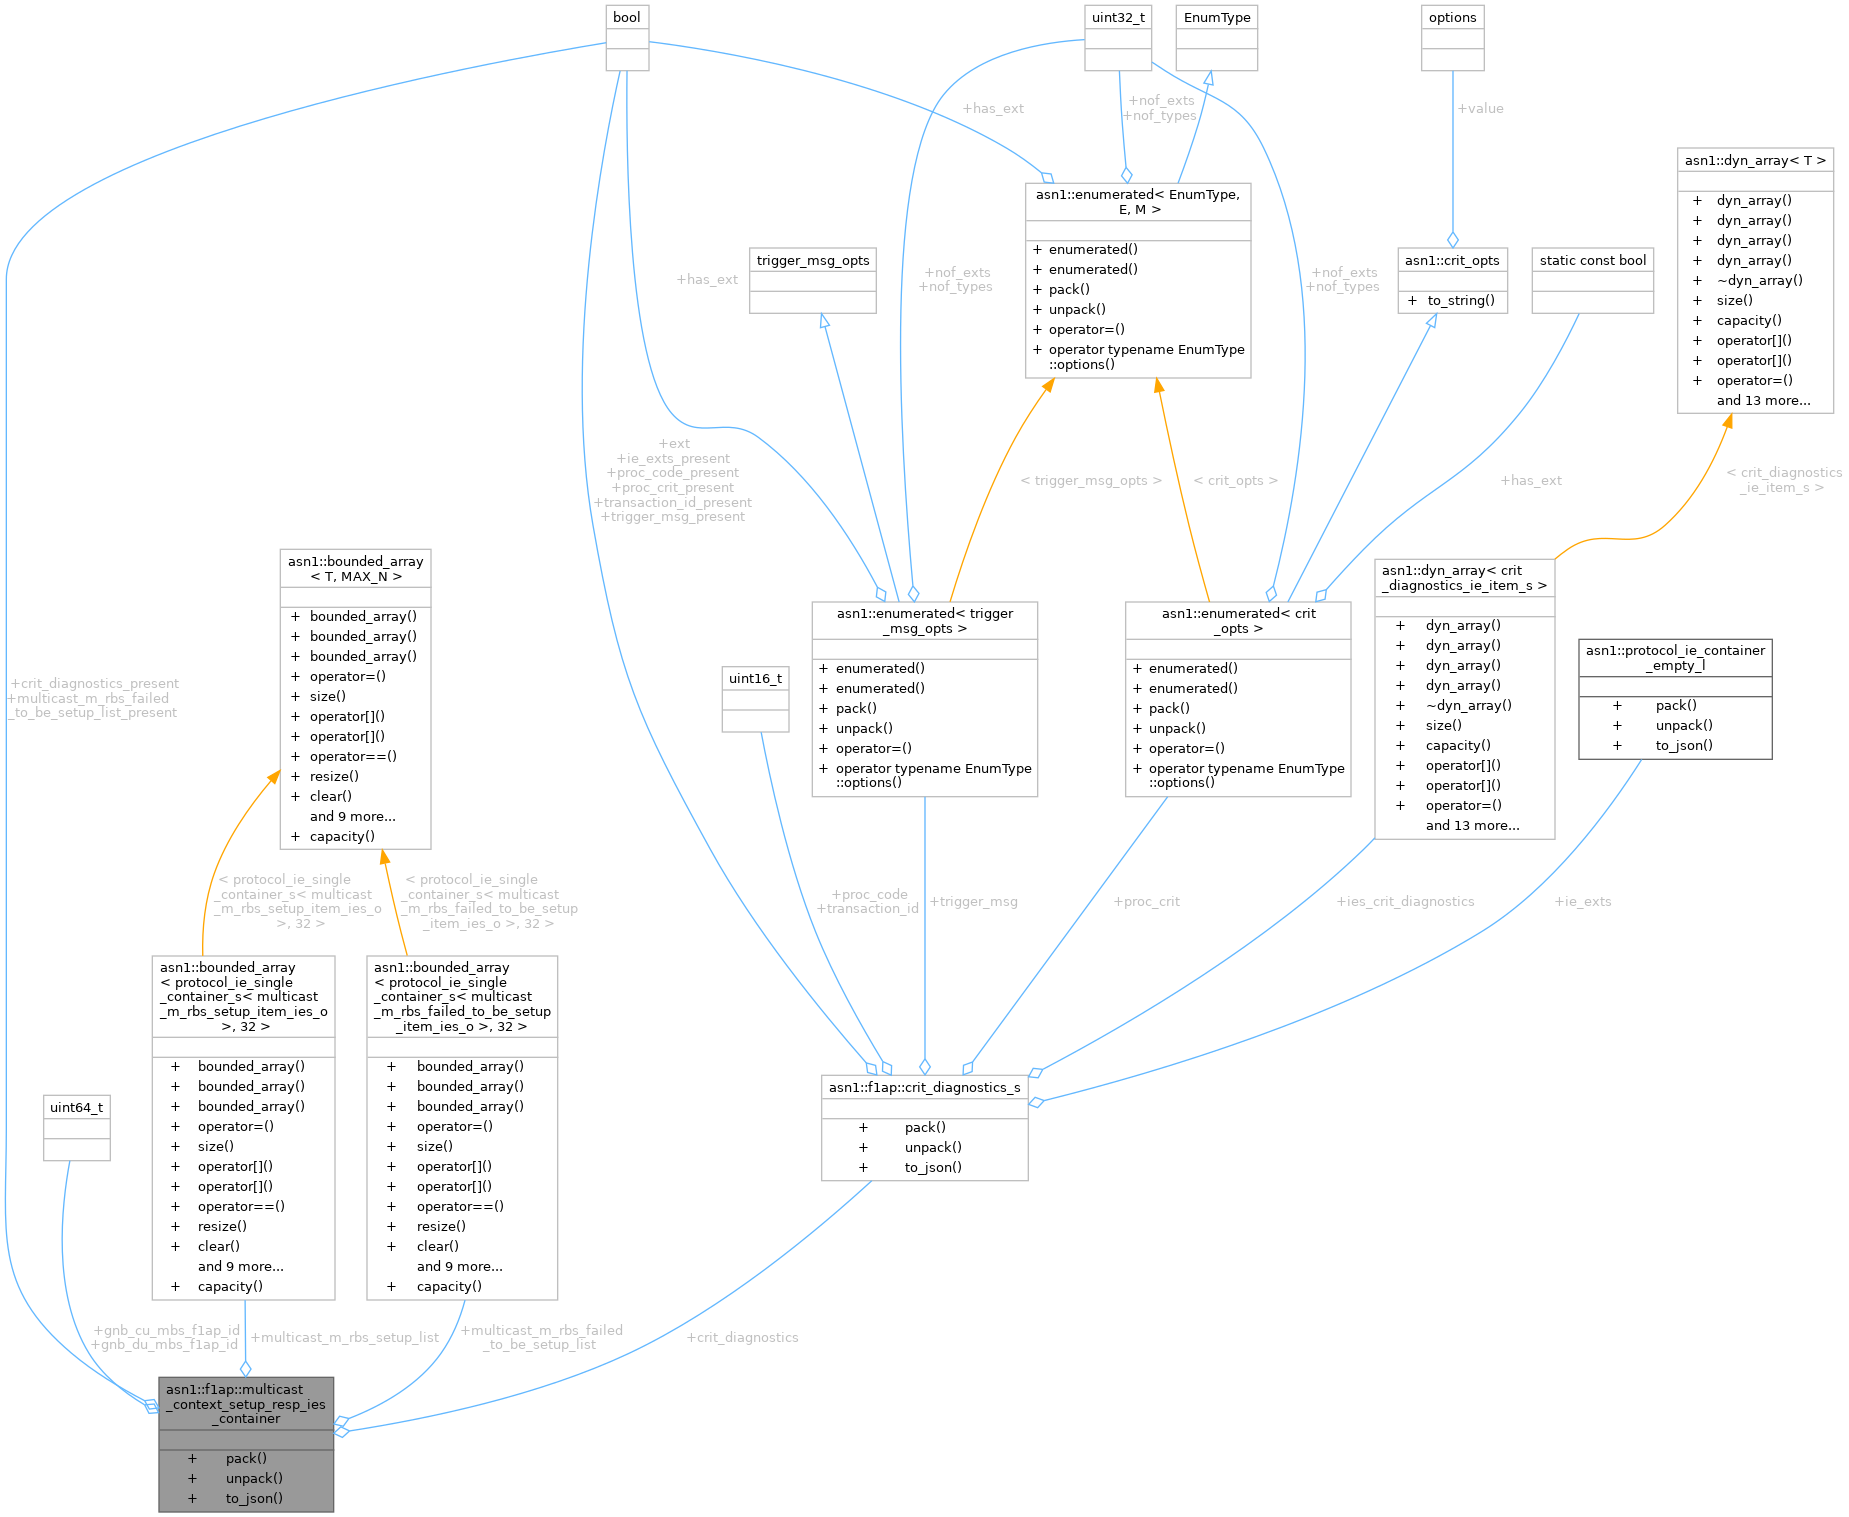 bool
uint32_t
EnumType
options
+has_ext
+nof_exts
+nof_types
+value
asn1::dyn_array< T >
+ dyn_array()
+ dyn_array()
+ dyn_array()
+ dyn_array()
+ ~dyn_array()
+ size()
+ capacity()
+ operator[]()
+ operator[]()
+ operator=()
and 13 more...
asn1::enumerated< EnumType,
E, M >
+ enumerated()
+ enumerated()
+ pack()
+ unpack()
+ operator=()
+ operator typename EnumType
::options()
trigger_msg_opts
+has_ext
+nof_exts
+nof_types
+nof_exts
+nof_types
asn1::crit_opts
+ to_string()
static const bool
+ext
+ie_exts_present
+proc_code_present
+proc_crit_present
+transaction_id_present
+trigger_msg_present
< trigger_msg_opts >
< crit_opts >
+has_ext
< crit_diagnostics
_ie_item_s >
asn1::bounded_array
< T, MAX_N >
+ bounded_array()
+ bounded_array()
+ bounded_array()
+ operator=()
+ size()
+ operator[]()
+ operator[]()
+ operator==()
+ resize()
+ clear()
and 9 more...
+ capacity()
+crit_diagnostics_present
+multicast_m_rbs_failed
_to_be_setup_list_present
uint16_t
asn1::enumerated< trigger
_msg_opts >
+ enumerated()
+ enumerated()
+ pack()
+ unpack()
+ operator=()
+ operator typename EnumType
::options()
asn1::enumerated< crit
_opts >
+ enumerated()
+ enumerated()
+ pack()
+ unpack()
+ operator=()
+ operator typename EnumType
::options()
asn1::dyn_array< crit
_diagnostics_ie_item_s >
+ dyn_array()
+ dyn_array()
+ dyn_array()
+ dyn_array()
+ ~dyn_array()
+ size()
+ capacity()
+ operator[]()
+ operator[]()
+ operator=()
and 13 more...
asn1::protocol_ie_container
_empty_l
+ pack()
+ unpack()
+ to_json()
< protocol_ie_single
_container_s< multicast
_m_rbs_setup_item_ies_o
>, 32 >
< protocol_ie_single
_container_s< multicast
_m_rbs_failed_to_be_setup
_item_ies_o >, 32 >
+proc_code
+transaction_id
+trigger_msg
+proc_crit
+ies_crit_diagnostics
+ie_exts
asn1::bounded_array
< protocol_ie_single
_container_s< multicast
_m_rbs_setup_item_ies_o
>, 32 >
+ bounded_array()
+ bounded_array()
+ bounded_array()
+ operator=()
+ size()
+ operator[]()
+ operator[]()
+ operator==()
+ resize()
+ clear()
and 9 more...
+ capacity()
asn1::bounded_array
< protocol_ie_single
_container_s< multicast
_m_rbs_failed_to_be_setup
_item_ies_o >, 32 >
+ bounded_array()
+ bounded_array()
+ bounded_array()
+ operator=()
+ size()
+ operator[]()
+ operator[]()
+ operator==()
+ resize()
+ clear()
and 9 more...
+ capacity()
uint64_t
asn1::f1ap::crit_diagnostics_s
+ pack()
+ unpack()
+ to_json()
+gnb_cu_mbs_f1ap_id
+gnb_du_mbs_f1ap_id
+multicast_m_rbs_setup_list
+multicast_m_rbs_failed
_to_be_setup_list
+crit_diagnostics
asn1::f1ap::multicast
_context_setup_resp_ies
_container
+ pack()
+ unpack()
+ to_json()